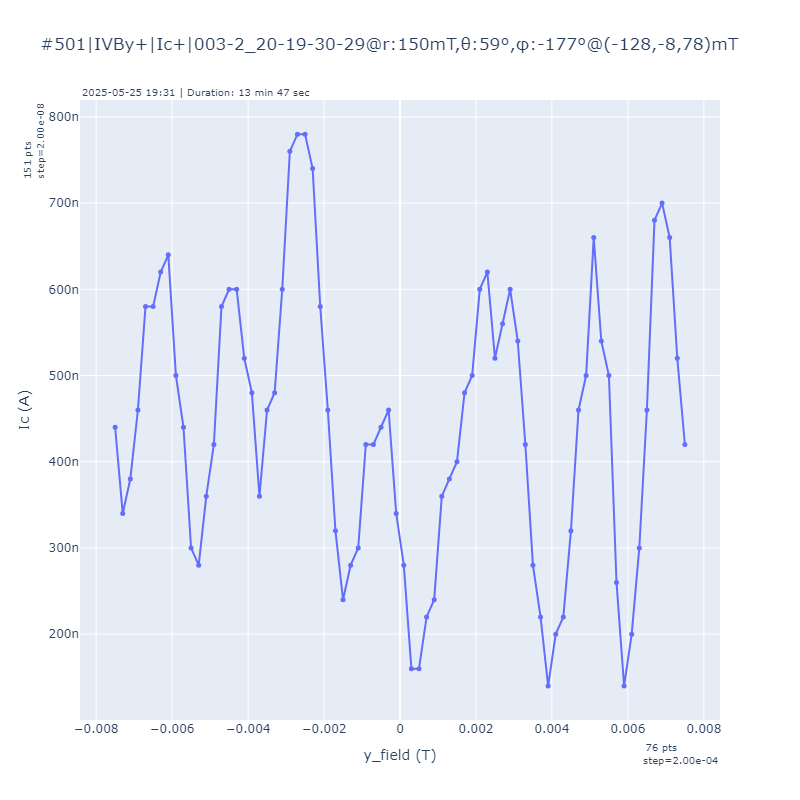 #501|IVBy+|Ic+|003-2_20-19-30-29@r:150mT,θ:59°,φ:-177°@(-128,-8,78)mT
2025-05-25 19:31 | Duration: 13 min 47 sec
151 pts
step=2.00e-08
800n
700n
600n
500n
400n
300n
200n
Ic (A)
−0.008
−0.006
−0.004
−0.002
0
0.002
0.004
0.006
0.008
y_field (T)
76 pts
step=2.00e-04